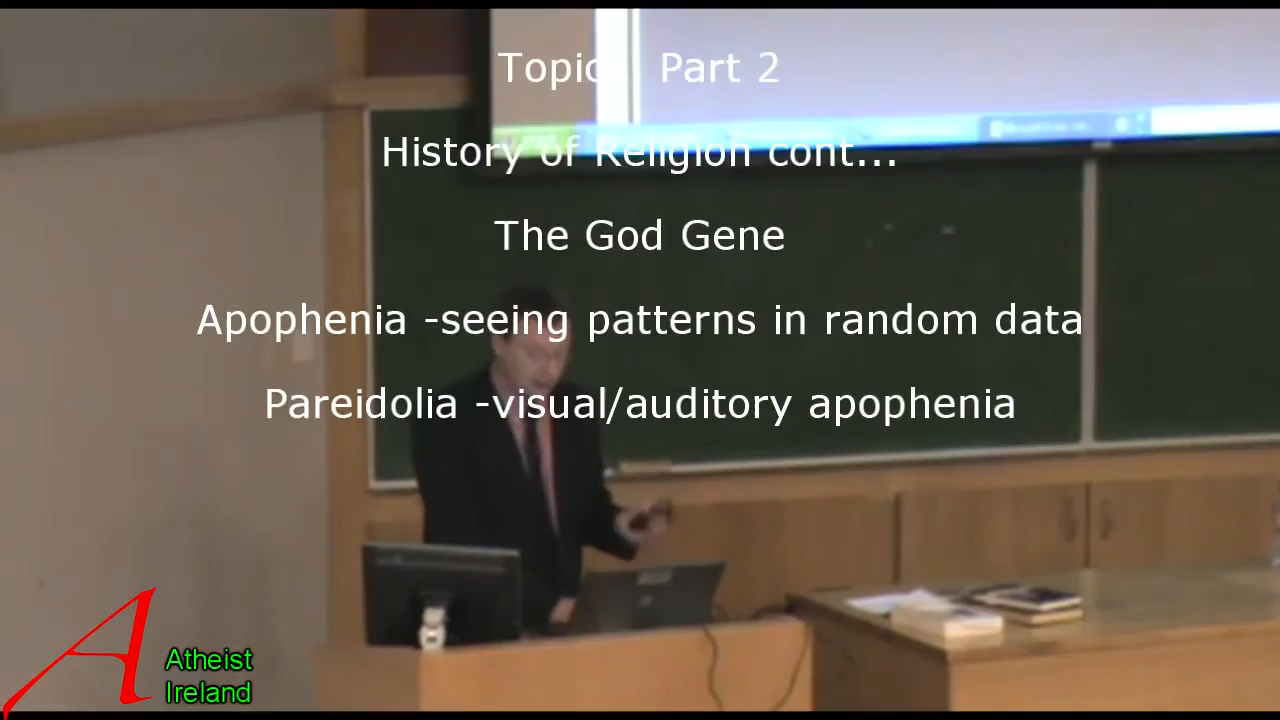 Topics Part 2
History of Religion cont...
The God Gene
Apophenia -seeing patterns in random data
Pareidolia -visual/auditory apophenia
Atheist
Ireland